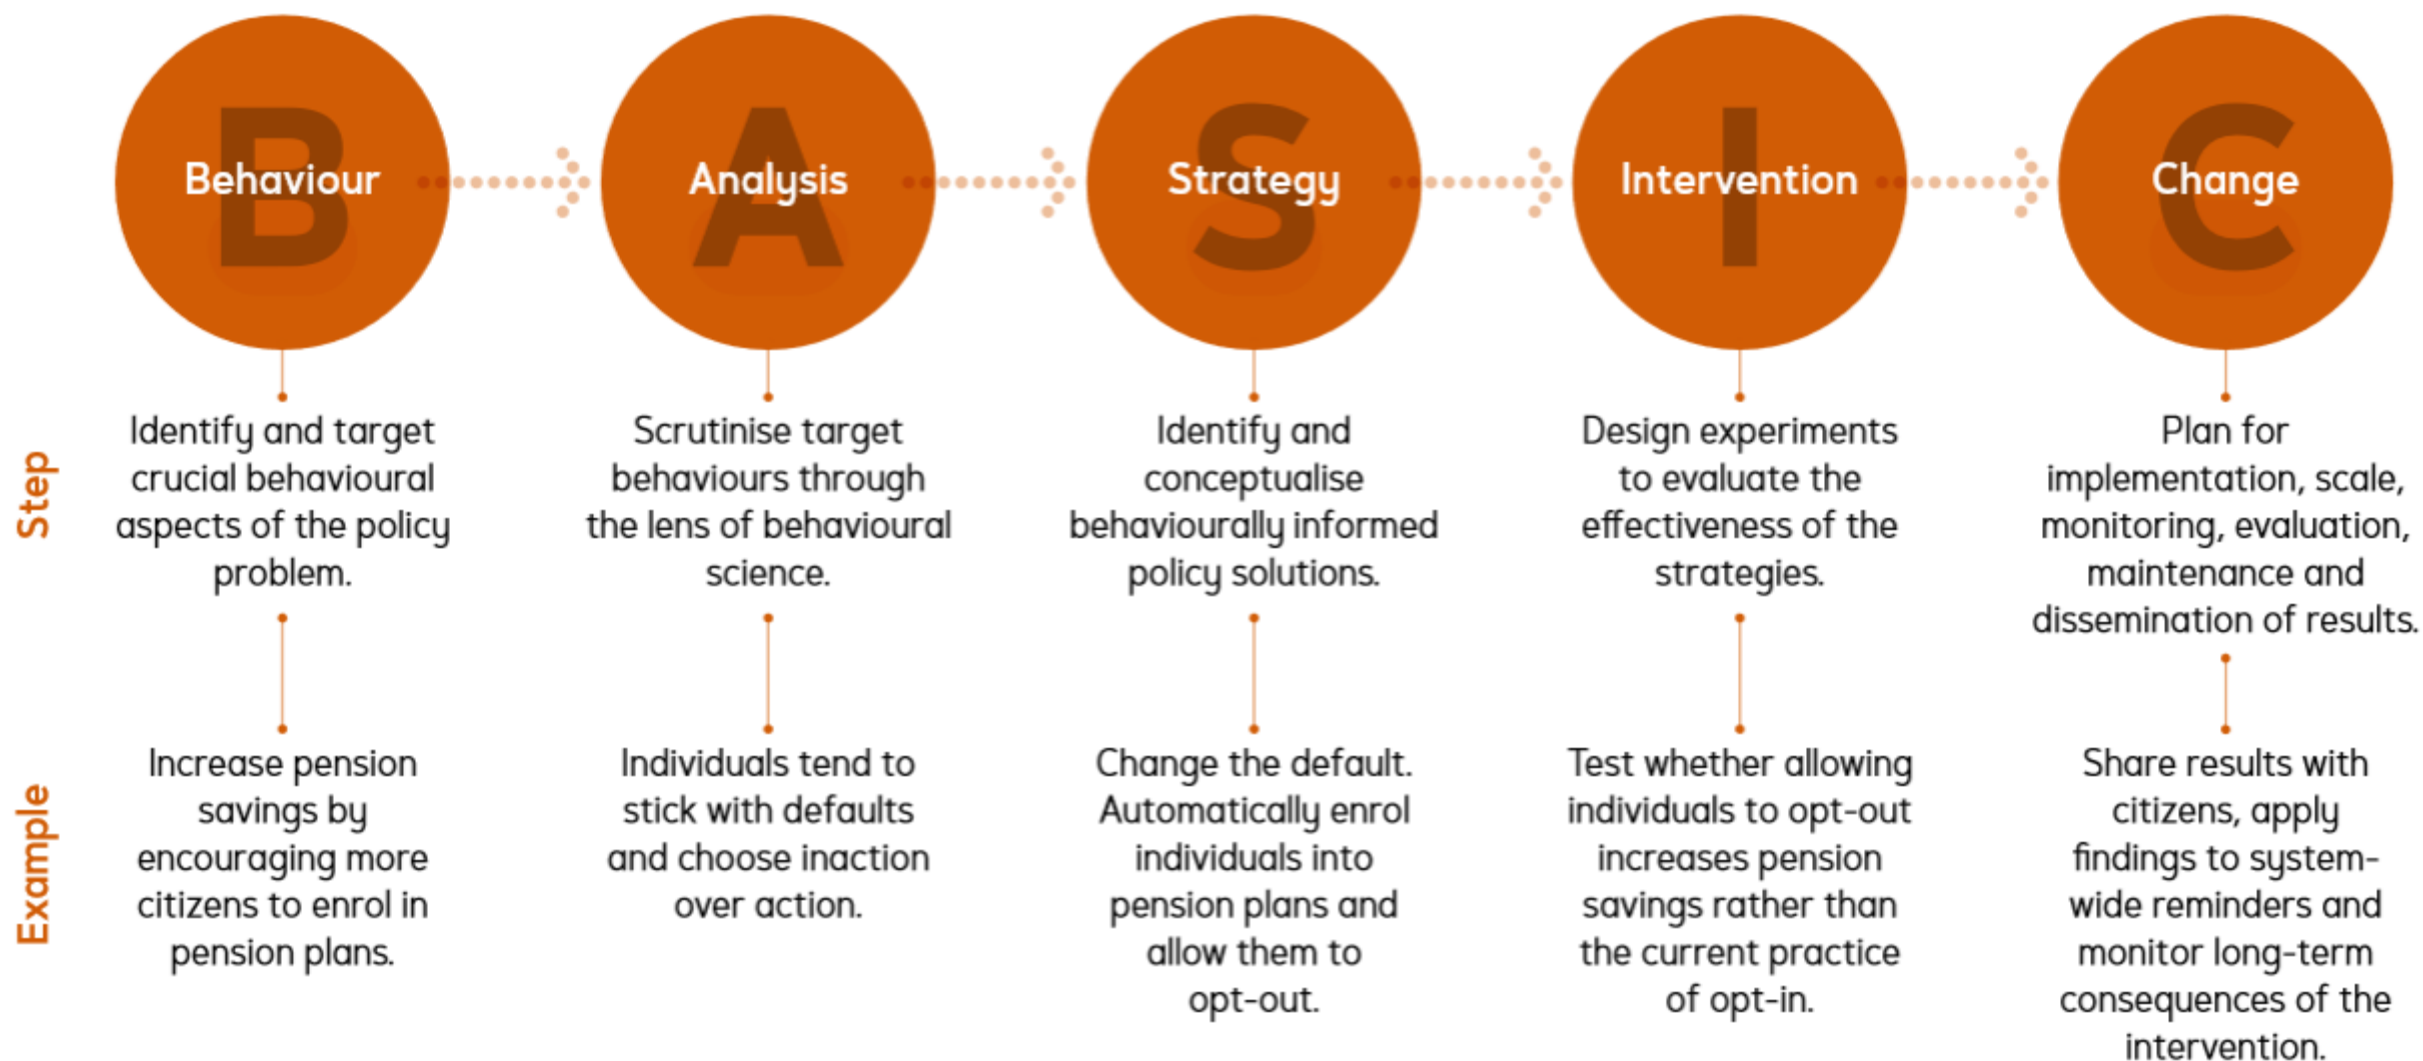 B
Behaviour
A
Analysis
S
Strategy
I
Intervention
C
Change
Step
Identify and target
crucial behavioural
aspects of the policy
problem.
Scrutinise target
behaviours through
the lens of behavioural
science.
Identify and
conceptualise
behaviourally informed
policy solutions.
Design experiments
to evaluate the
effectiveness of the
strategies.
Plan for
implementation, scale,
monitoring, evaluation,
maintenance and
dissemination of results.
Example
Increase pension
savings by
encouraging more
citizens to enrol in
pension plans.
Individuals tend to
stick with defaults
and choose inaction
over action.
Change the default.
Automatically enrol
individuals into
pension plans and
allow them to
opt-out.
Test whether allowing
individuals to opt-out
increases pension
savings rather than
the current practice
of opt-in.
Share results with
citizens, apply
findings to system-
wide reminders and
monitor long-term
consequences of the
intervention.